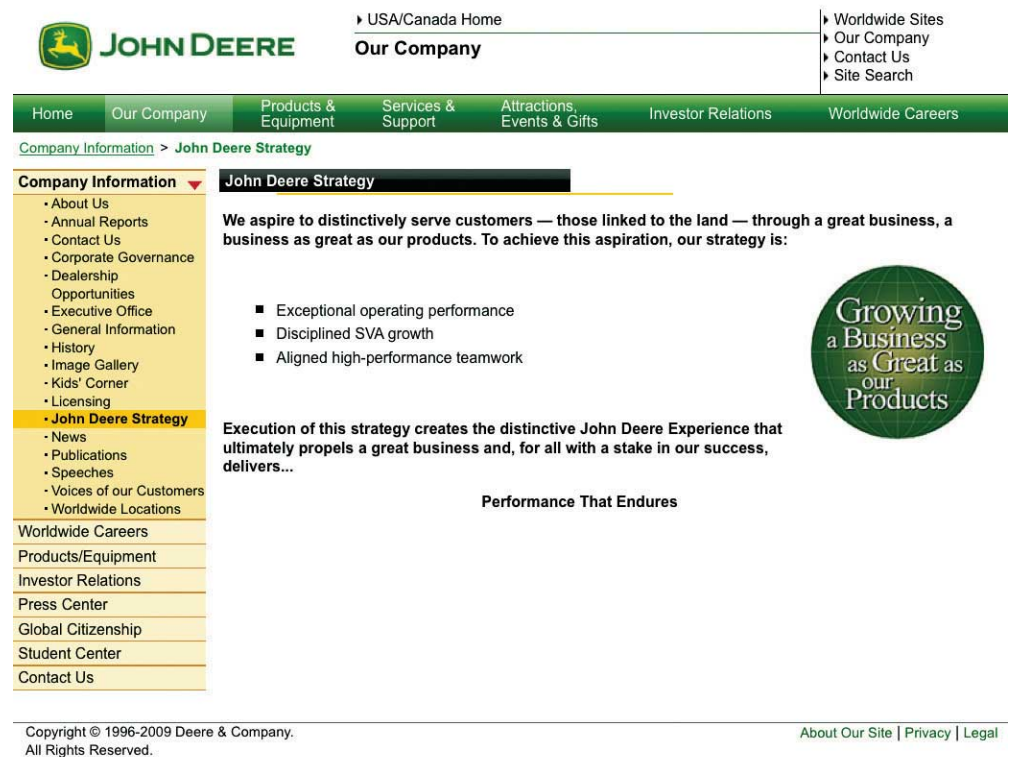 JOHN DEERE
USA/Canada Home
Our Company
Worldwide Sites
Our Company
Contact Us
Site Search
Home
Our Company
Products &
Equipment
Services &
Support
Attractions,
Events & Gifts
Investor Relations
Worldwide Careers
Company Information > John Deere Strategy
Company Information
· About Us
· Annual Reports
· Contact Us
· Corporate Governance
· Dealership
Opportunities
· Executive Office
· General Information
· History
· Image Gallery
· Kids' Corner
· Licensing
· John Deere Strategy
· News
· Publications
· Speeches
· Voices of our Customers
· Worldwide Locations
Worldwide Careers
Products/Equipment
Investor Relations
Press Center
Global Citizenship
Student Center
Contact Us
John Deere Strategy
We aspire to distinctively serve customers — those linked to the land — through a great business, a
business as great as our products. To achieve this aspiration, our strategy is:
■ Exceptional operating performance
■ Disciplined SVA growth
■ Aligned high-performance teamwork
Growing
a Business
as Great as
our
Products
Execution of this strategy creates the distinctive John Deere Experience that
ultimately propels a great business and, for all with a stake in our success,
delivers...
Performance That Endures
Copyright © 1996-2009 Deere & Company.
All Rights Reserved.
About Our Site | Privacy | Legal